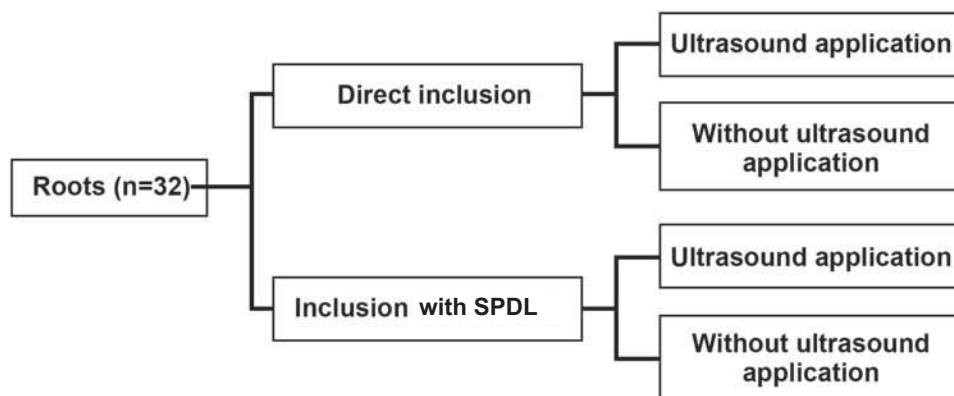 Roots (n=32)
Direct inclusion
Ultrasound application
Without ultrasound
application
Inclusion with SPDL
Ultrasound application
Without ultrasound
application